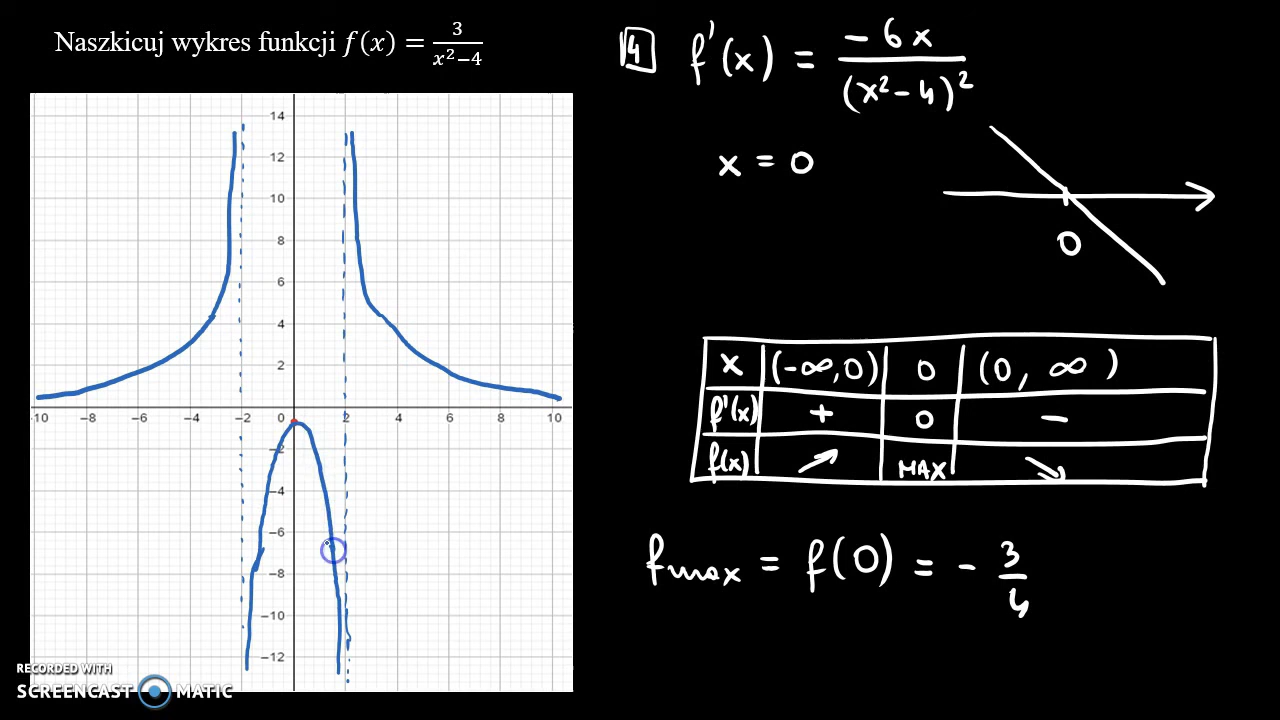 Naszkicuj wykres funkcji f(x) = 3/(x²−4)
14
12
10
8
6
4
2
-10 −8 −6 −4 −2 0 2 4 6 8 10
−2
−4
−6
−8
−10
−12
RECORDED WITH
SCREENCAST MATIC
4 f'(x) = -6x/(x²-4)²
x = 0
0
x (-∞,0) 0 (0, ∞)
f'(x) + 0 −
f(x) ↗ MAX ↘
fmax = f(0) = - 3/4